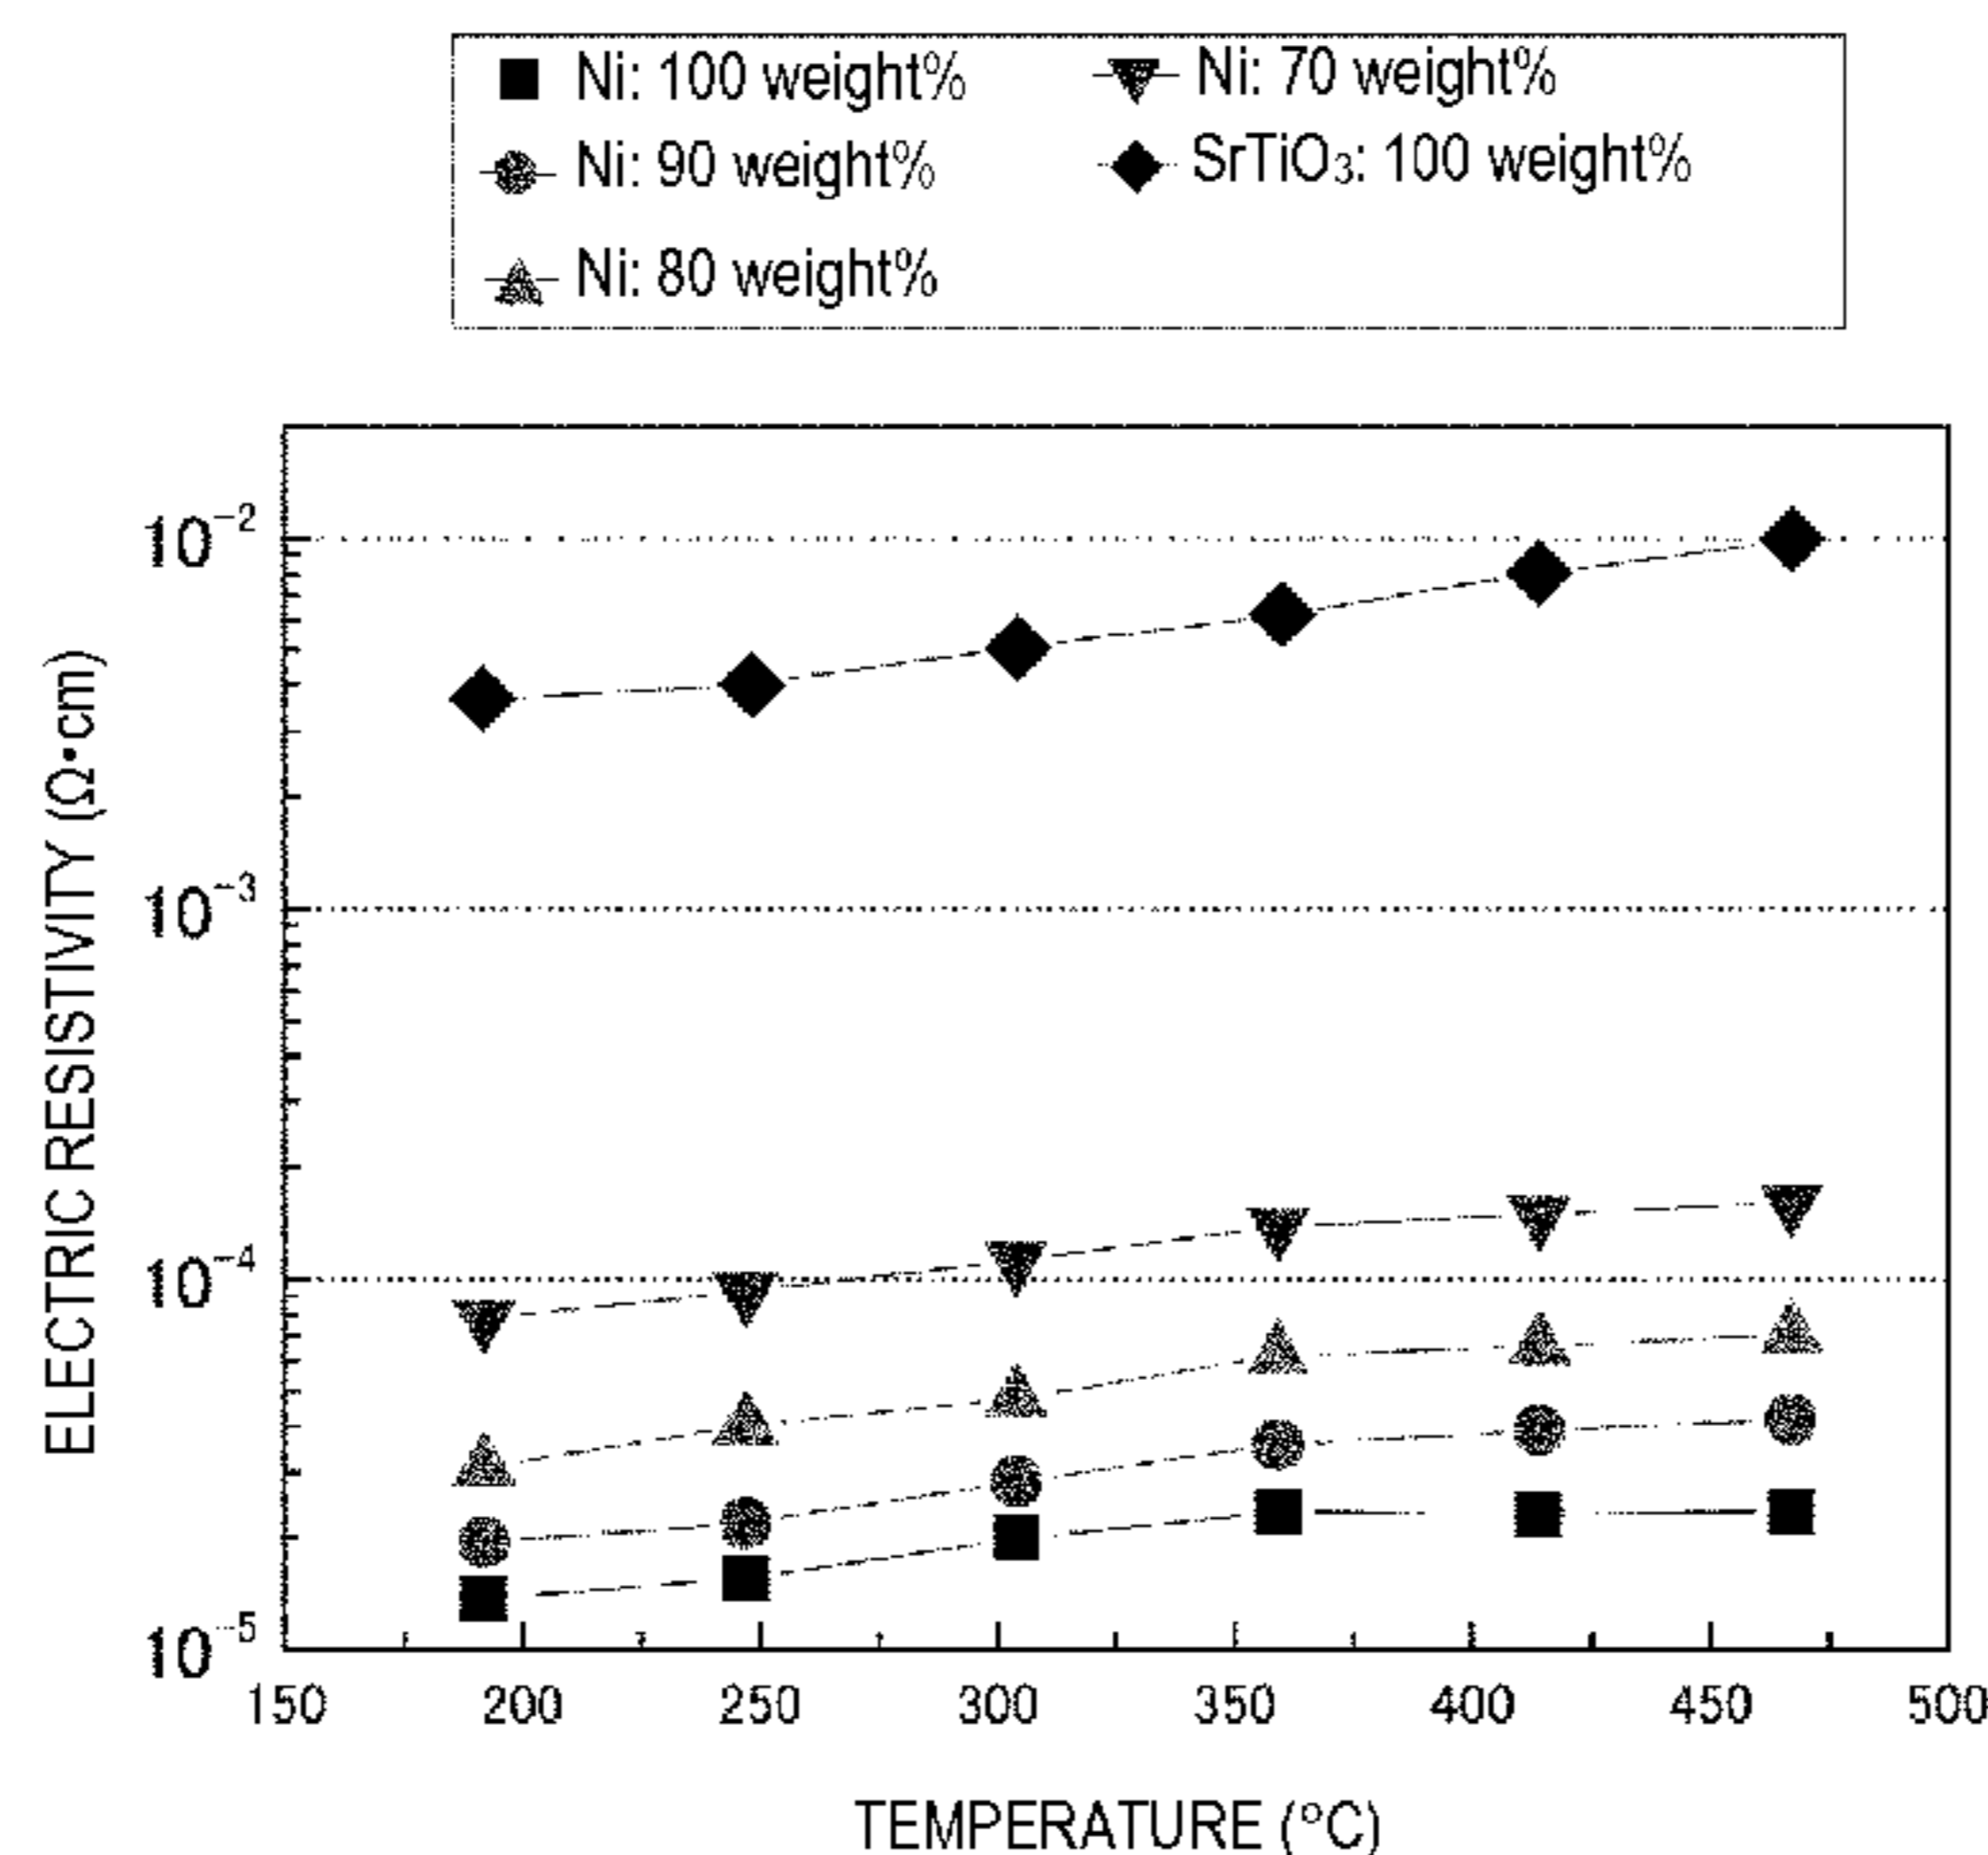 Ni: 100 weight%
Ni: 70 weight%
Ni: 90 weight%
SrTiO₃: 100 weight%
Ni: 80 weight%
ELECTRIC RESISTIVITY (Ω•cm)
10⁻²
10⁻³
10⁻⁴
10⁻⁵
150 200 250 300 350 400 450 500
TEMPERATURE (°C)